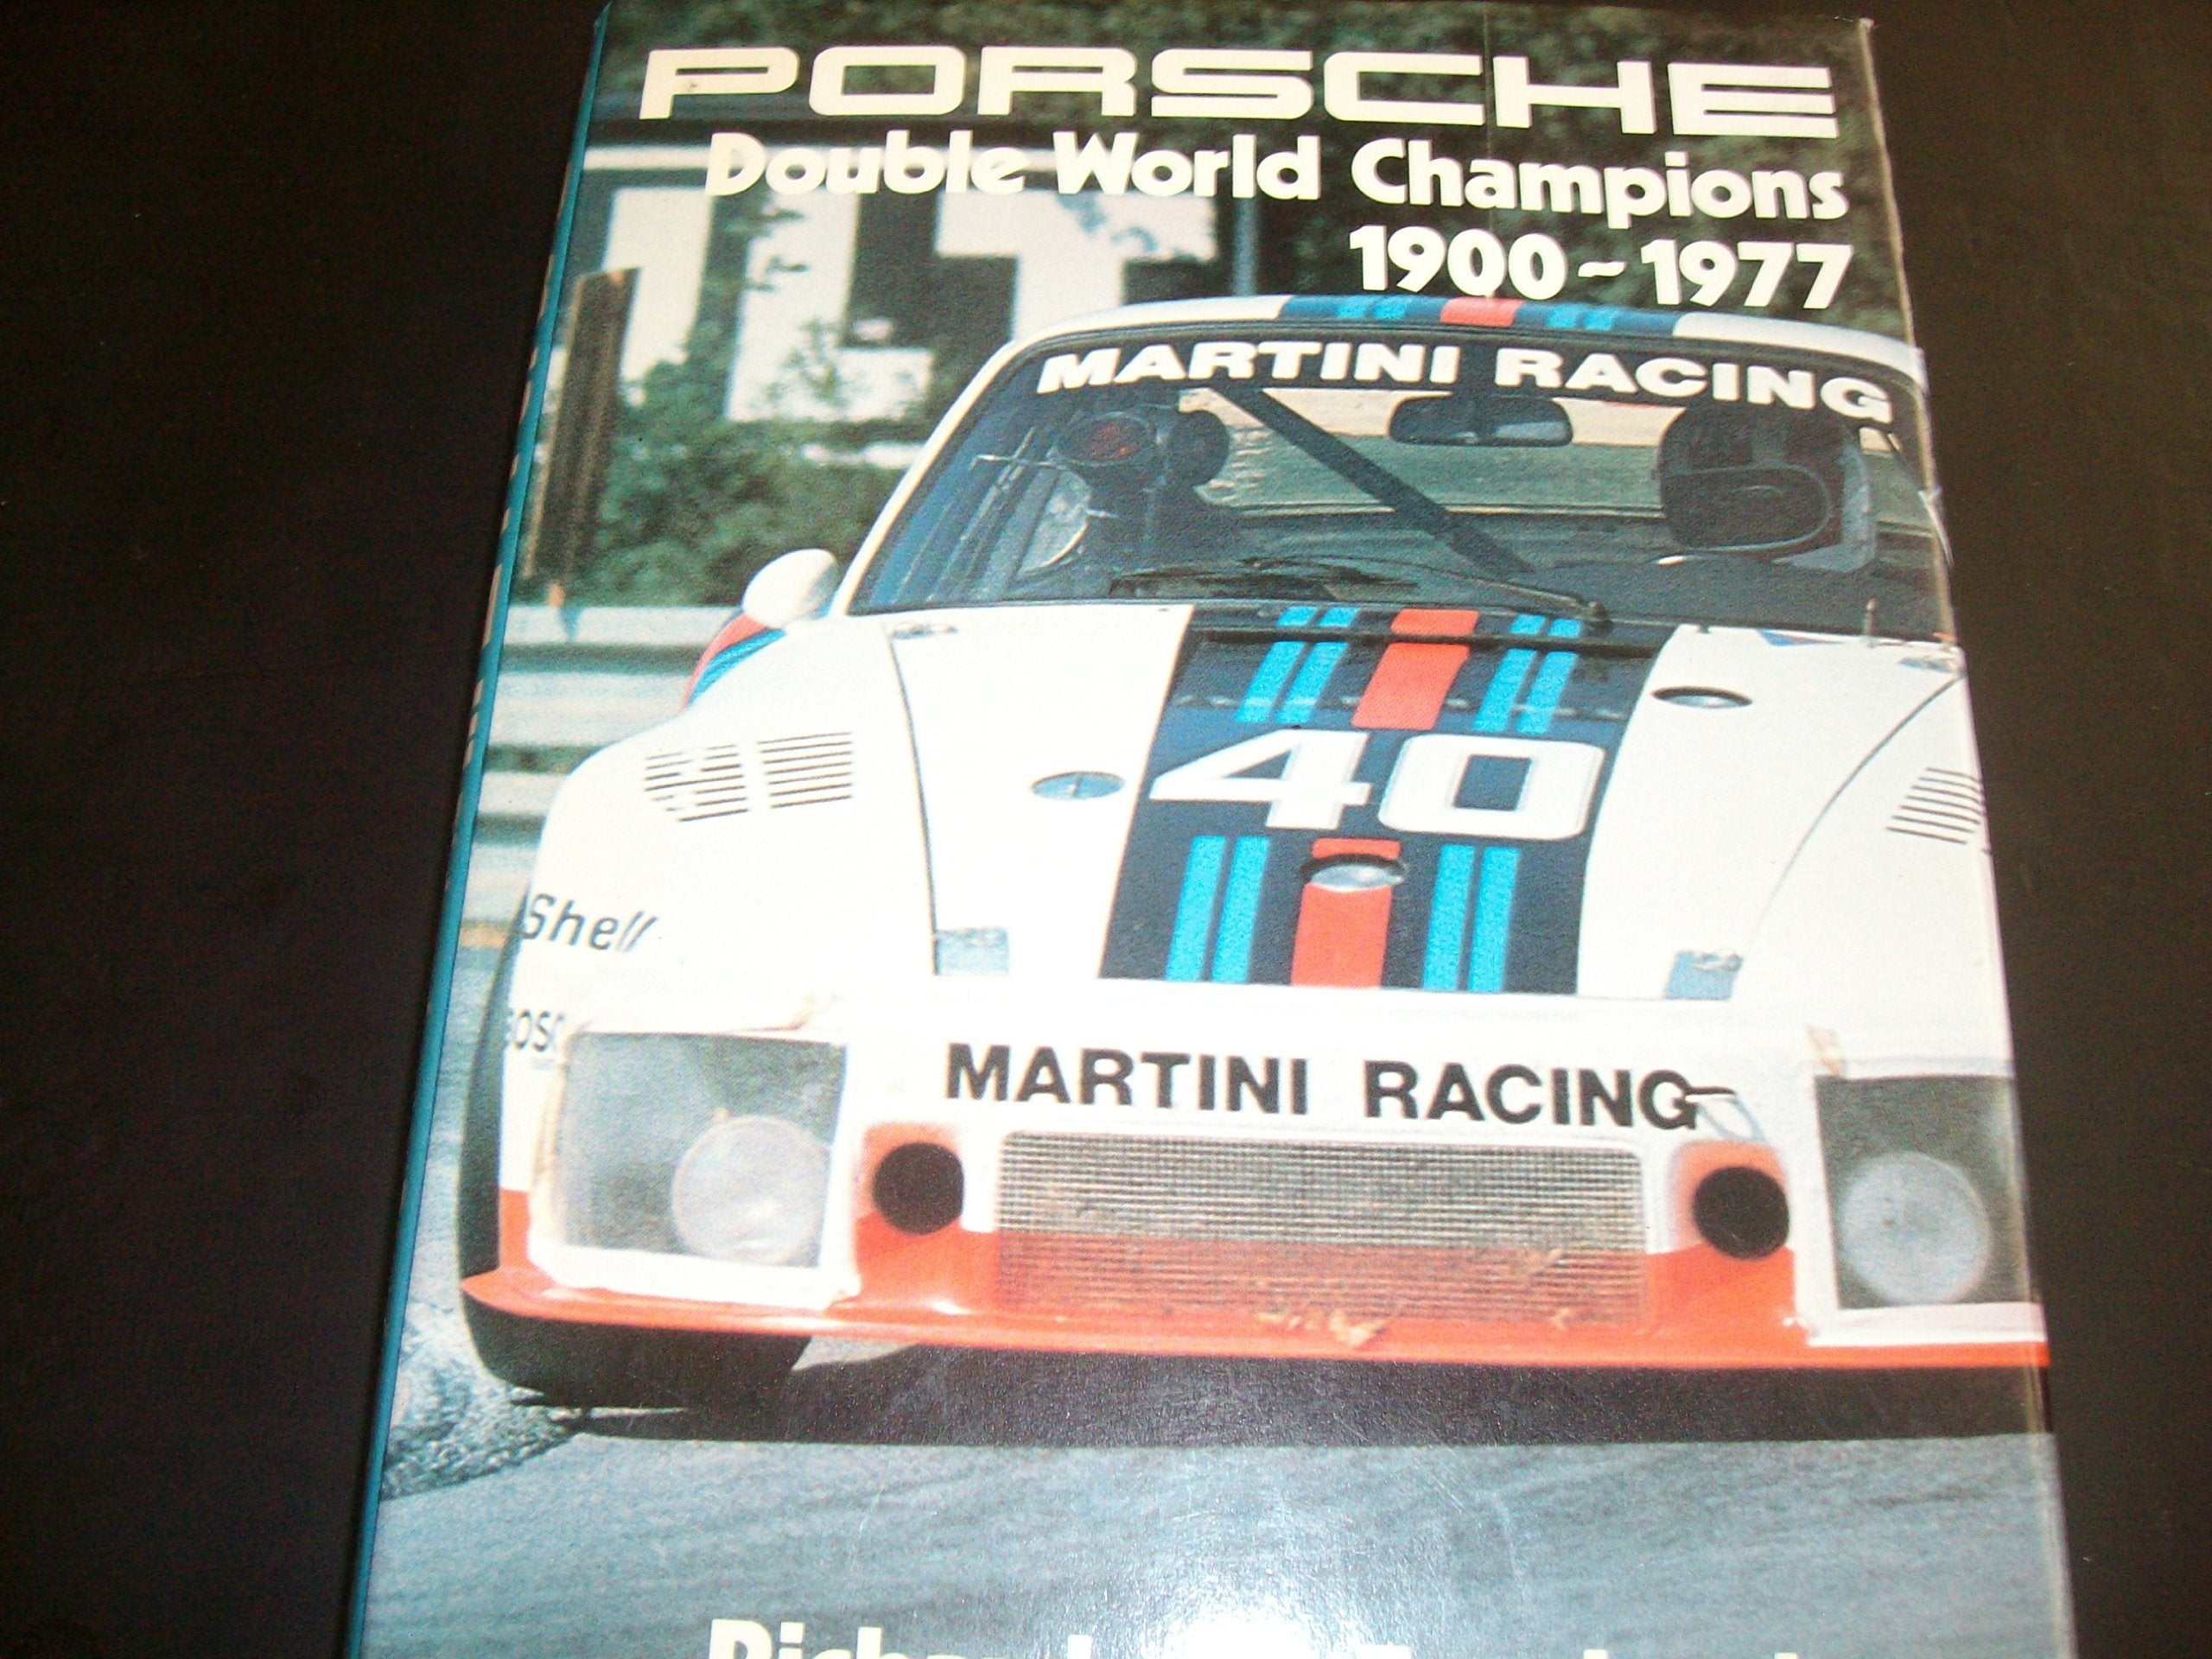 PORSCHE
Double World Champions
1900~1977
MARTINI RACING
40
Shell
MARTINI RACING